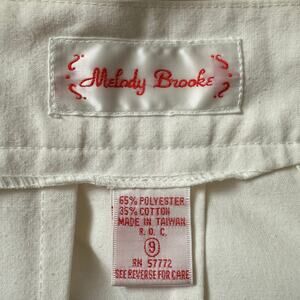 Melody Brooke
65% POLYESTER
35% COTTON
MADE IN TAIWAN
R. O. C.
9
RN 57772
SEE REVERSE FOR CARE